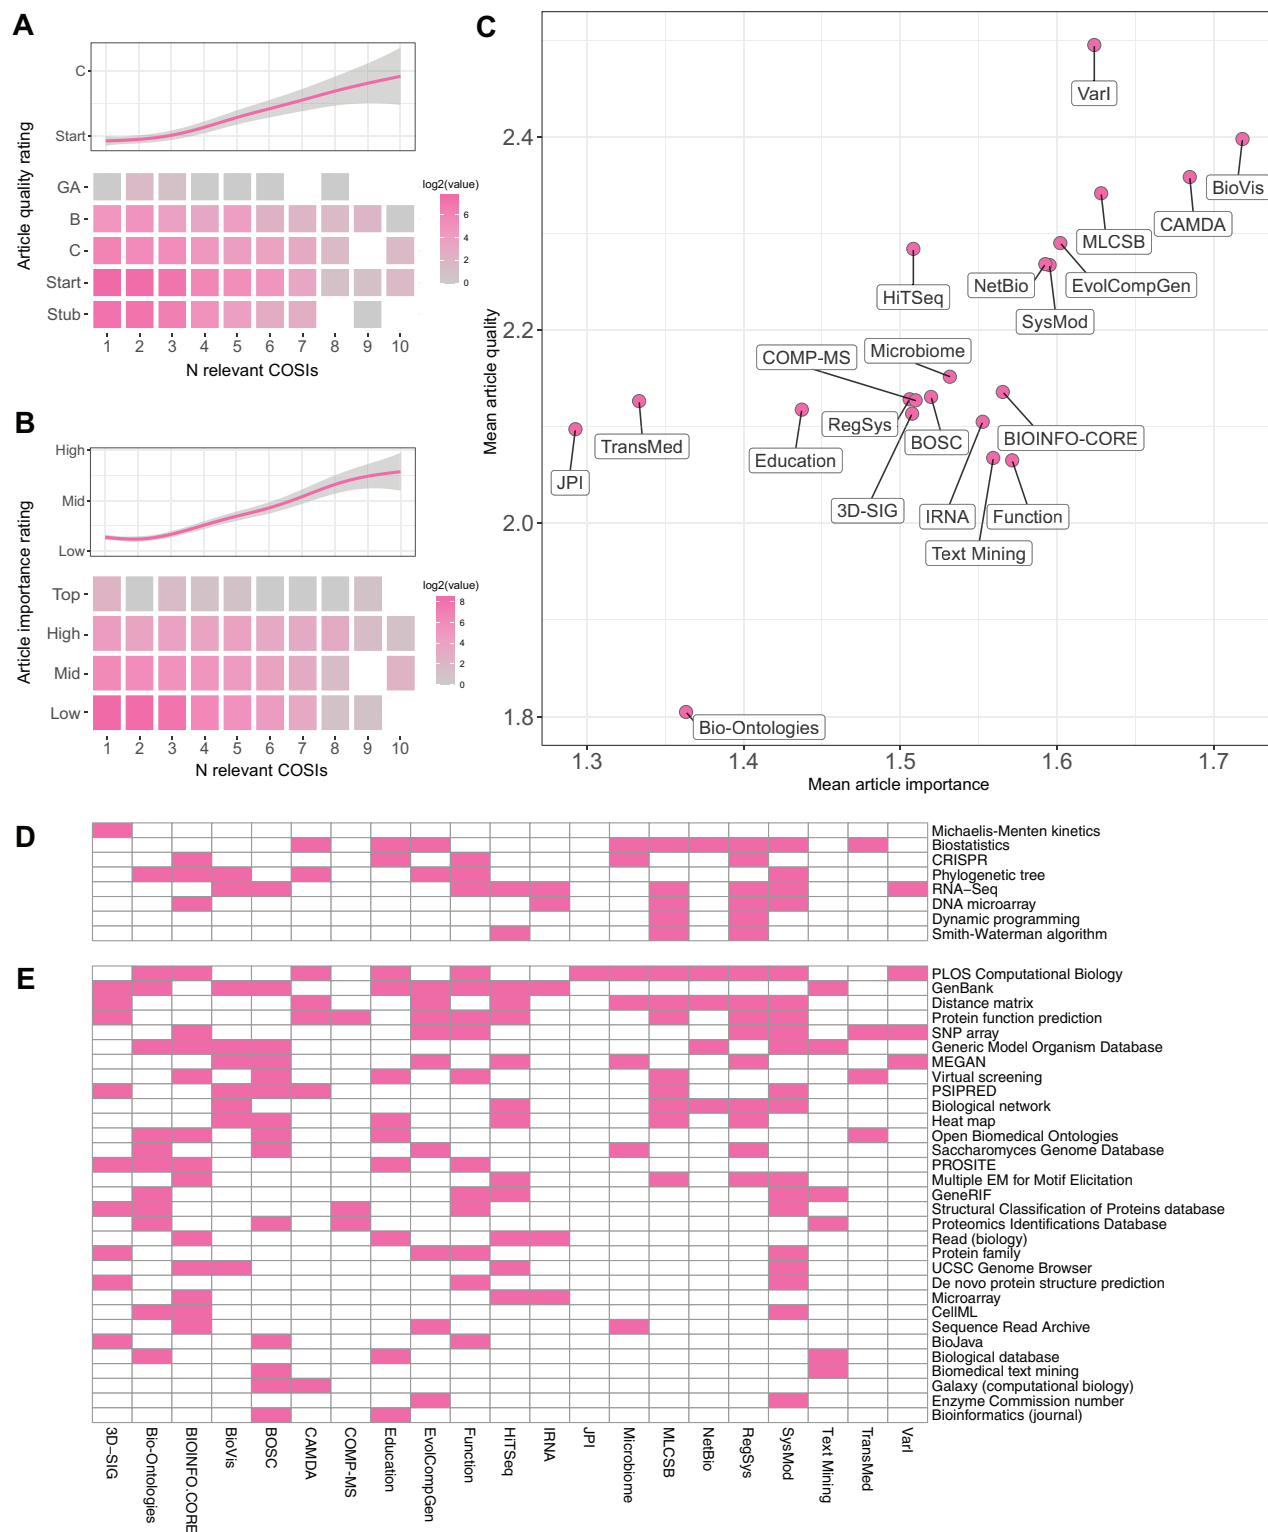 A
Article quality rating
C
Start
GA
B
C
Start
Stub
1 2 3 4 5 6 7 8 9 10
N relevant COSIs
log2(value)
6
4
2
0
B
Article importance rating
High
Mid
Low
Top
High
Mid
Low
1 2 3 4 5 6 7 8 9 10
N relevant COSIs
log2(value)
8
6
4
2
0
C
Mean article quality
2.4
2.2
2.0
1.8
VarI
BioVis
CAMDA
MLCSB
EvolCompGen
NetBio
SysMod
HiTSeq
Microbiome
COMP-MS
RegSys
BOSC
BIOINFO-CORE
TransMed
JPI
Education
3D-SIG
IRNA
Function
Text Mining
Bio-Ontologies
1.3 1.4 1.5 1.6 1.7
Mean article importance
D
Michaelis-Menten kinetics
Biostatistics
CRISPR
Phylogenetic tree
RNA−Seq
DNA microarray
Dynamic programming
Smith-Waterman algorithm
E
PLOS Computational Biology
GenBank
Distance matrix
Protein function prediction
SNP array
Generic Model Organism Database
MEGAN
Virtual screening
PSIPRED
Biological network
Heat map
Open Biomedical Ontologies
Saccharomyces Genome Database
PROSITE
Multiple EM for Motif Elicitation
GeneRIF
Structural Classification of Proteins database
Proteomics Identifications Database
Read (biology)
Protein family
UCSC Genome Browser
De novo protein structure prediction
Microarray
CellML
Sequence Read Archive
BioJava
Biological database
Biomedical text mining
Galaxy (computational biology)
Enzyme Commission number
Bioinformatics (journal)
3D−SIG
Bio-Ontologies
BIOINFO.CORE
BioVis
BOSC
CAMDA
COMP-MS
Education
EvolCompGen
Function
HiTSeq
IRNA
JPI
Microbiome
MLCSB
NetBio
RegSys
SysMod
Text Mining
TransMed
VarI